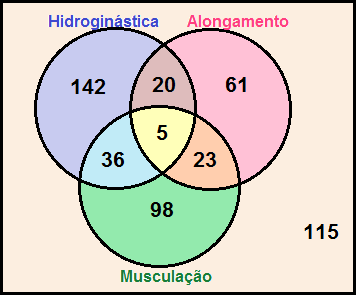 Hidroginástica Alongamento
142 20 61
5
36 23
98
115
Musculação